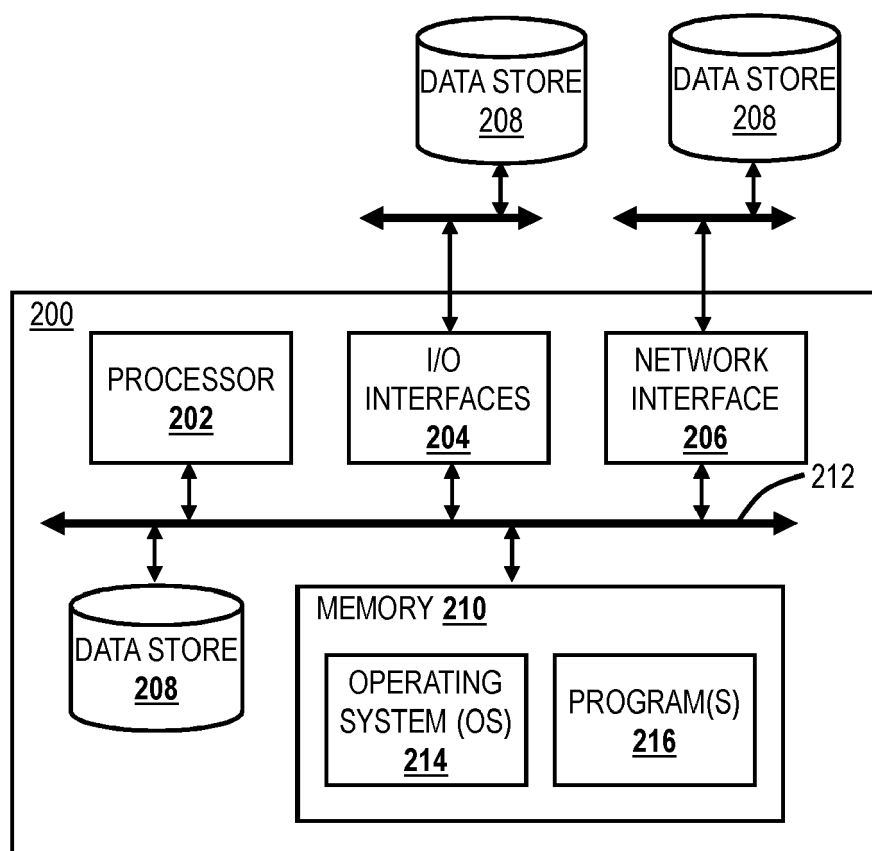 DATA STORE
208
DATA STORE
208
200
PROCESSOR
202
I/O
INTERFACES
204
NETWORK
INTERFACE
206
212
DATA STORE
208
MEMORY 210
OPERATING
SYSTEM (OS)
214
PROGRAM(S)
216